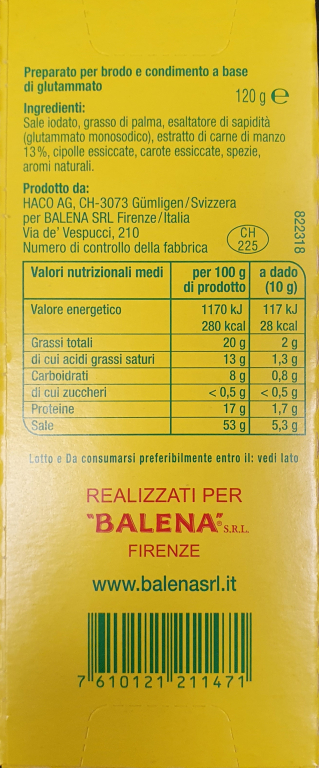 Preparato per brodo e condimento a base
di glutammato
120 g ℮
Ingredienti:
Sale iodato, grasso di palma, esaltatore di sapidità
(glutammato monosodico), estratto di carne di manzo
13%, cipolle essiccate, carote essiccate, spezie,
aromi naturali.
Prodotto da:
HACO AG, CH-3073 Gümligen/Svizzera
per BALENA SRL Firenze/Italia
Via de' Vespucci, 210
Numero di controllo della fabbrica
CH
225
822318
Valori nutrizionali medi per 100 g a dado
di prodotto (10 g)
Valore energetico 1170 kJ 117 kJ
280 kcal 28 kcal
Grassi totali 20 g 2 g
di cui acidi grassi saturi 13 g 1,3 g
Carboidrati 8 g 0,8 g
di cui zuccheri < 0,5 g < 0,5 g
Proteine 17 g 1,7 g
Sale 53 g 5,3 g
Lotto e Da consumarsi preferibilmente entro il: vedi lato
REALIZZATI PER
"BALENA"® S.R.L.
FIRENZE
www.balenasrl.it
7 610121 211471